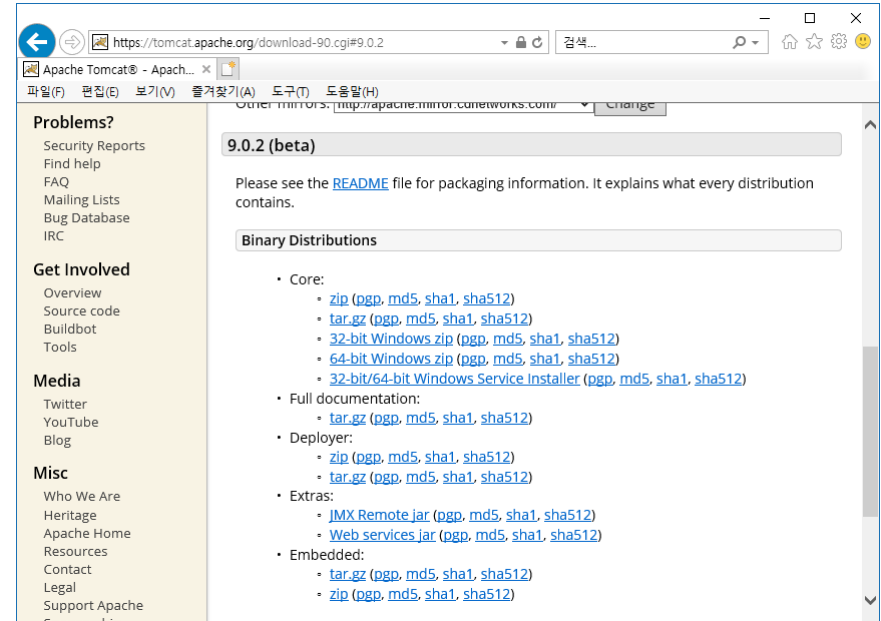 https://tomcat.apache.org/download-90.cgi#9.0.2
검색...
Apache Tomcat® - Apach...
파일(F) 편집(E) 보기(V) 즐겨찾기(A) 도구(T) 도움말(H)
Problems?
Security Reports
Find help
FAQ
Mailing Lists
Bug Database
IRC
Get Involved
Overview
Source code
Buildbot
Tools
Media
Twitter
YouTube
Blog
Misc
Who We Are
Heritage
Apache Home
Resources
Contact
Legal
Support Apache
Other mirrors: http://apache.mirror.cdnetworks.com/ Change
9.0.2 (beta)
Please see the README file for packaging information. It explains what every distribution
contains.
Binary Distributions
• Core:
◦ zip (pgp, md5, sha1, sha512)
◦ tar.gz (pgp, md5, sha1, sha512)
◦ 32-bit Windows zip (pgp, md5, sha1, sha512)
◦ 64-bit Windows zip (pgp, md5, sha1, sha512)
◦ 32-bit/64-bit Windows Service Installer (pgp, md5, sha1, sha512)
• Full documentation:
◦ tar.gz (pgp, md5, sha1, sha512)
• Deployer:
◦ zip (pgp, md5, sha1, sha512)
◦ tar.gz (pgp, md5, sha1, sha512)
• Extras:
◦ JMX Remote jar (pgp, md5, sha1, sha512)
◦ Web services jar (pgp, md5, sha1, sha512)
• Embedded:
◦ tar.gz (pgp, md5, sha1, sha512)
◦ zip (pgp, md5, sha1, sha512)